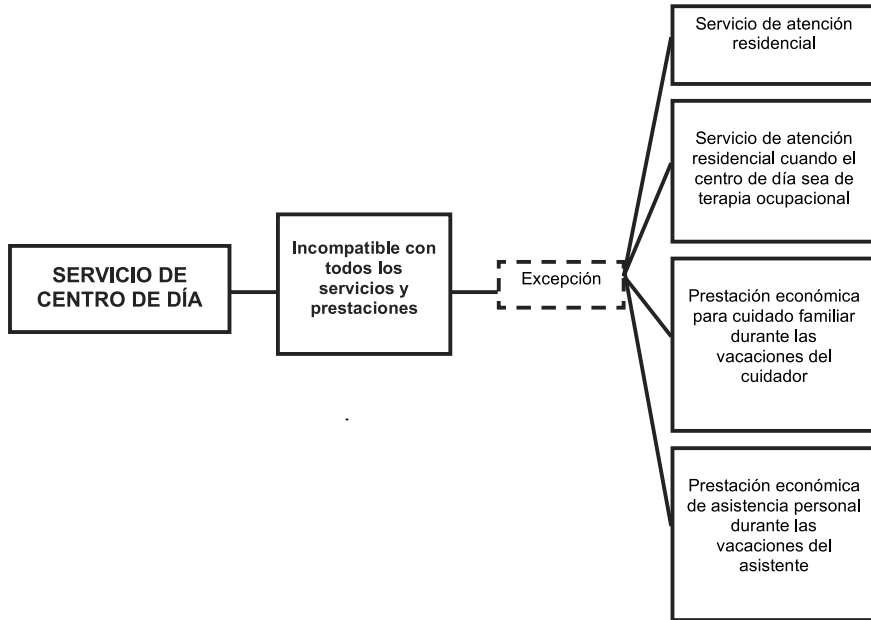 SERVICIO DE
CENTRO DE DÍA
Incompatible con
todos los
servicios y
prestaciones
Excepción
Servicio de atención
residencial
Servicio de atención
residencial cuando el
centro de día sea de
terapia ocupacional
Prestación económica
para cuidado familiar
durante las
vacaciones del
cuidador
Prestación económica
de asistencia personal
durante las
vacaciones del
asistente